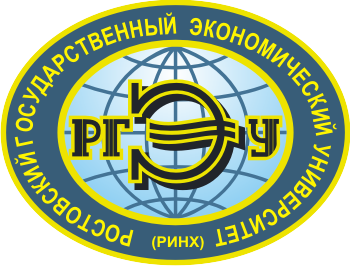 РОСТОВСКИЙ ГОСУДАРСТВЕННЫЙ ЭКОНОМИЧЕСКИЙ УНИВЕРСИТЕТ
(РИНХ)
РГЭУ